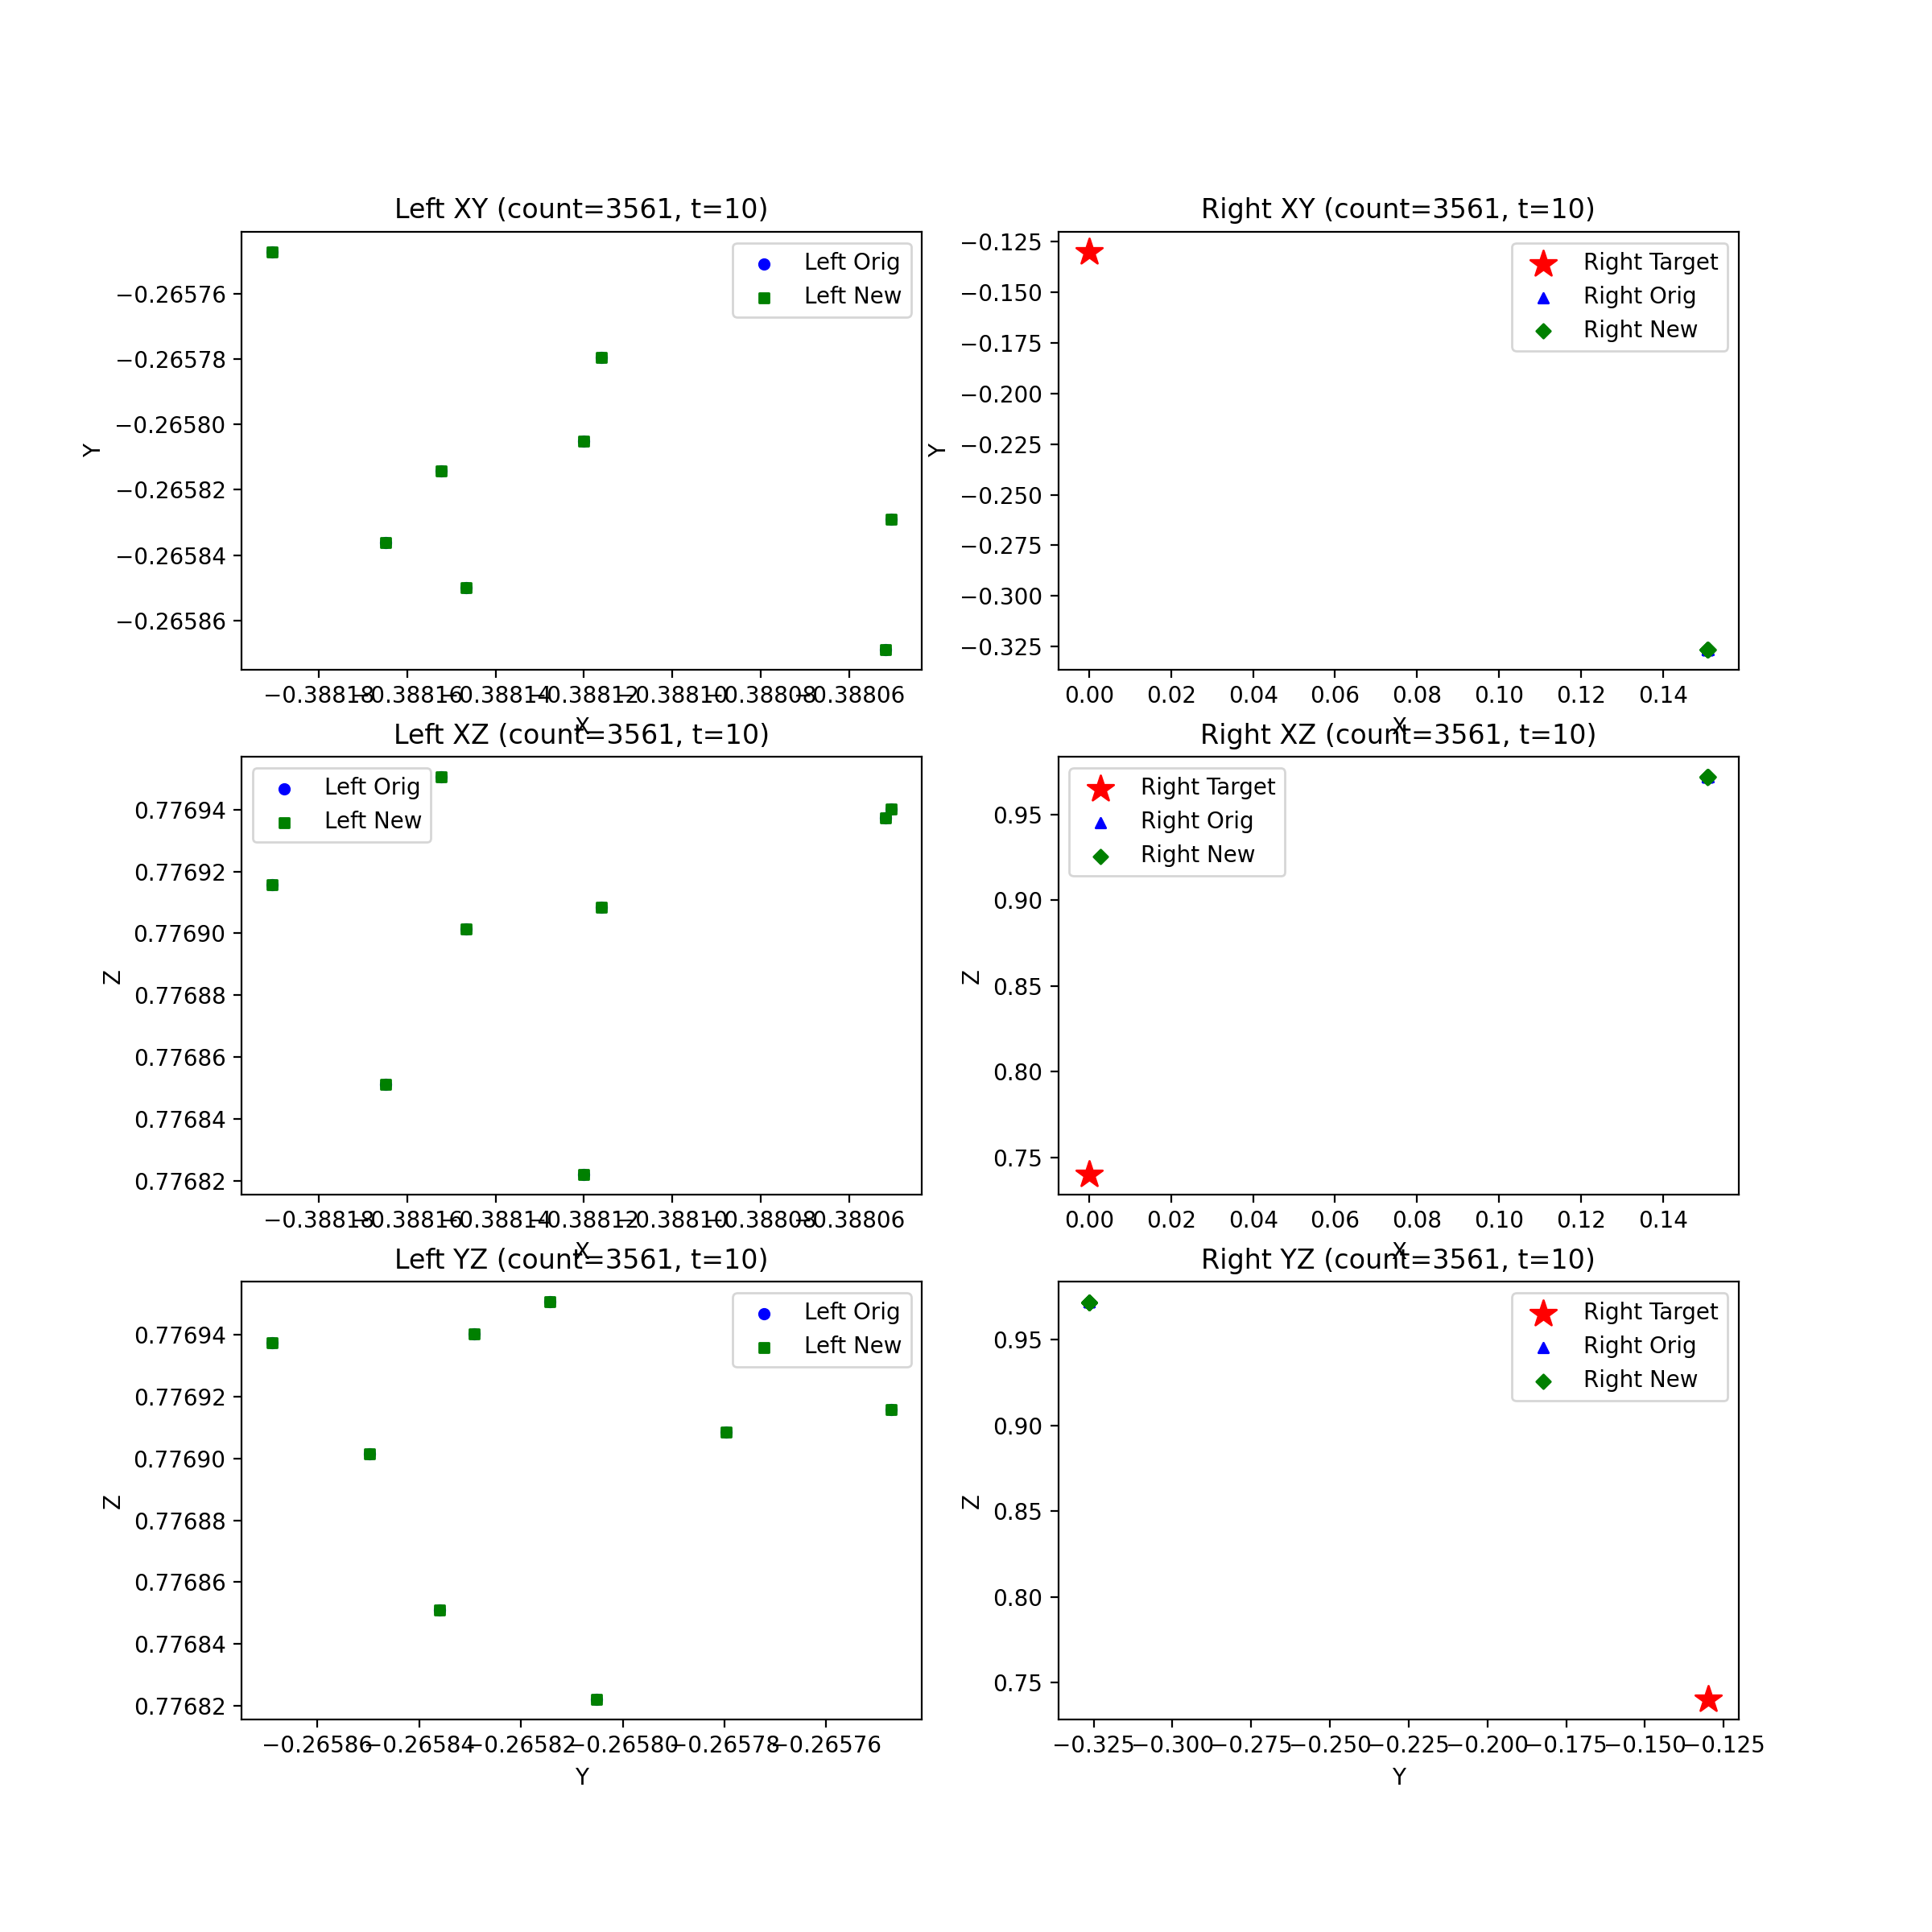 Left XY (count=3561, t=10)
Right XY (count=3561, t=10)
Left Orig
Left New
Right Target
Right Orig
Right New
−0.26576
−0.26578
−0.26580
−0.26582
−0.26584
−0.26586
Y
−0.38818 −0.38816 −0.38814 −0.38812 −0.38810 −0.38808 −0.38806
X
−0.125
−0.150
−0.175
−0.200
−0.225
−0.250
−0.275
−0.300
−0.325
Y
0.00 0.02 0.04 0.06 0.08 0.10 0.12 0.14
X
Left XZ (count=3561, t=10)
Right XZ (count=3561, t=10)
Left Orig
Left New
Right Target
Right Orig
Right New
0.77694
0.77692
0.77690
0.77688
0.77686
0.77684
0.77682
Z
−0.38818 −0.38816 −0.38814 −0.38812 −0.38810 −0.38808 −0.38806
X
0.95
0.90
0.85
0.80
0.75
Z
0.00 0.02 0.04 0.06 0.08 0.10 0.12 0.14
X
Left YZ (count=3561, t=10)
Right YZ (count=3561, t=10)
Left Orig
Left New
Right Target
Right Orig
Right New
0.77694
0.77692
0.77690
0.77688
0.77686
0.77684
0.77682
Z
−0.26586 −0.26584 −0.26582 −0.26580 −0.26578 −0.26576
Y
0.95
0.90
0.85
0.80
0.75
Z
−0.325 −0.300 −0.275 −0.250 −0.225 −0.200 −0.175 −0.150 −0.125
Y